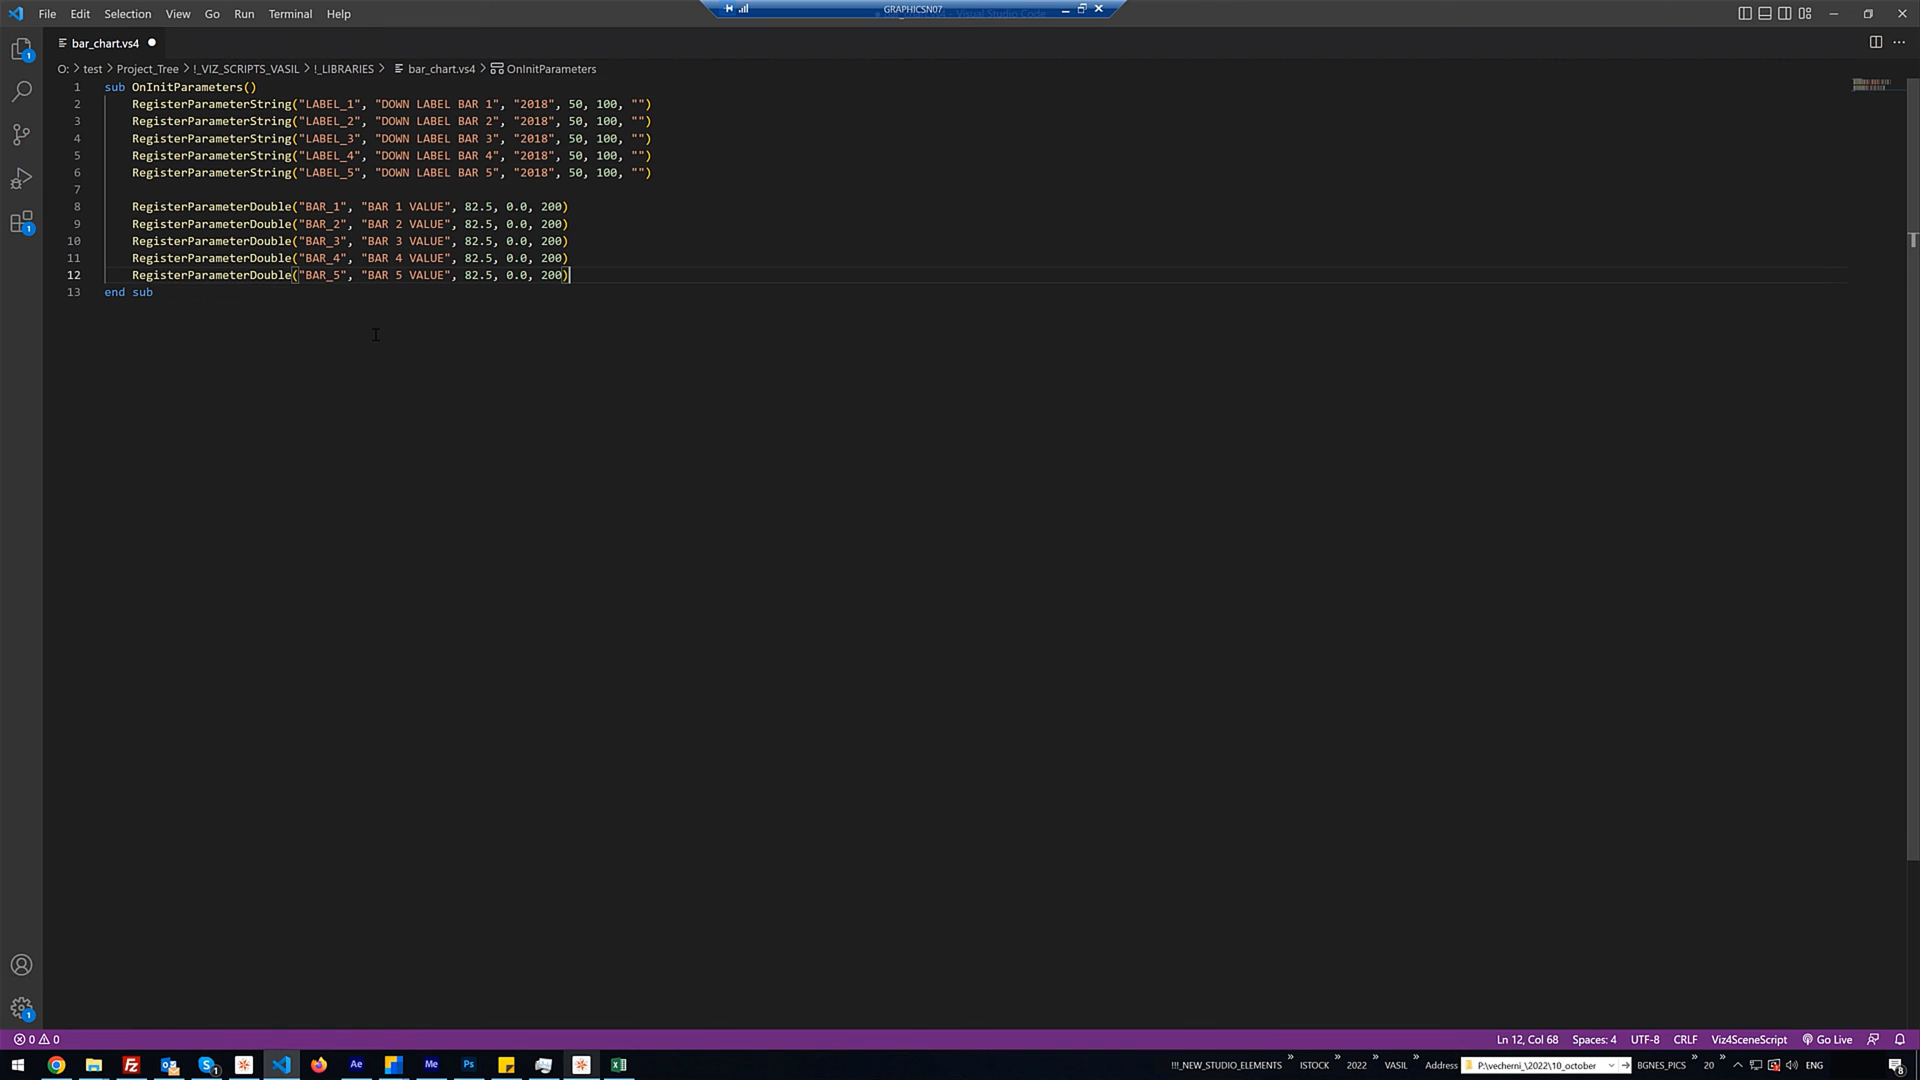 File Edit Selection View Go Run Terminal Help
GRAPHICSN07
bar_chart.vs4
O: > test > Project_Tree > !_VIZ_SCRIPTS_VASIL > !_LIBRARIES > bar_chart.vs4 > OnInitParameters
1 sub OnInitParameters()
2 RegisterParameterString("LABEL_1", "DOWN LABEL BAR 1", "2018", 50, 100, "")
3 RegisterParameterString("LABEL_2", "DOWN LABEL BAR 2", "2018", 50, 100, "")
4 RegisterParameterString("LABEL_3", "DOWN LABEL BAR 3", "2018", 50, 100, "")
5 RegisterParameterString("LABEL_4", "DOWN LABEL BAR 4", "2018", 50, 100, "")
6 RegisterParameterString("LABEL_5", "DOWN LABEL BAR 5", "2018", 50, 100, "")
7
8 RegisterParameterDouble("BAR_1", "BAR 1 VALUE", 82.5, 0.0, 200)
9 RegisterParameterDouble("BAR_2", "BAR 2 VALUE", 82.5, 0.0, 200)
10 RegisterParameterDouble("BAR_3", "BAR 3 VALUE", 82.5, 0.0, 200)
11 RegisterParameterDouble("BAR_4", "BAR 4 VALUE", 82.5, 0.0, 200)
12 RegisterParameterDouble("BAR_5", "BAR 5 VALUE", 82.5, 0.0, 200)
13 end sub
0 0 Ln 12, Col 68 Spaces: 4 UTF-8 CRLF Viz4SceneScript Go Live
Ae Me Ps !!!_NEW_STUDIO_ELEMENTS » ISTOCK » 2022 » VASIL » Address P:\vecherni_\2022\10_october BGNES_PICS » 20 » ENG